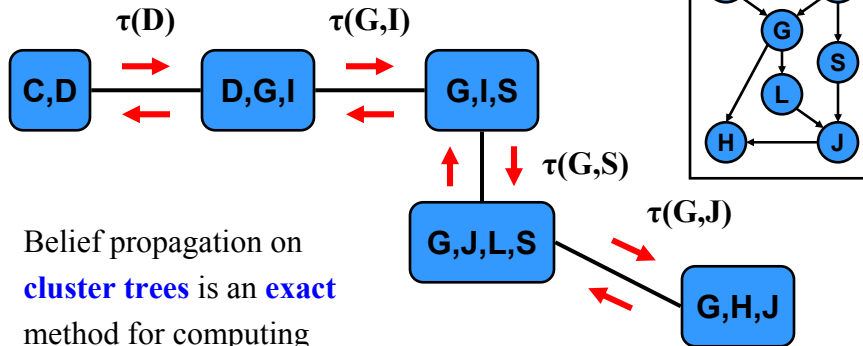 τ(D)
τ(G,I)
C,D
D,G,I
G,I,S
G
S
L
H
J
τ(G,S)
τ(G,J)
G,J,L,S
G,H,J
Belief propagation on
cluster trees is an exact
method for computing